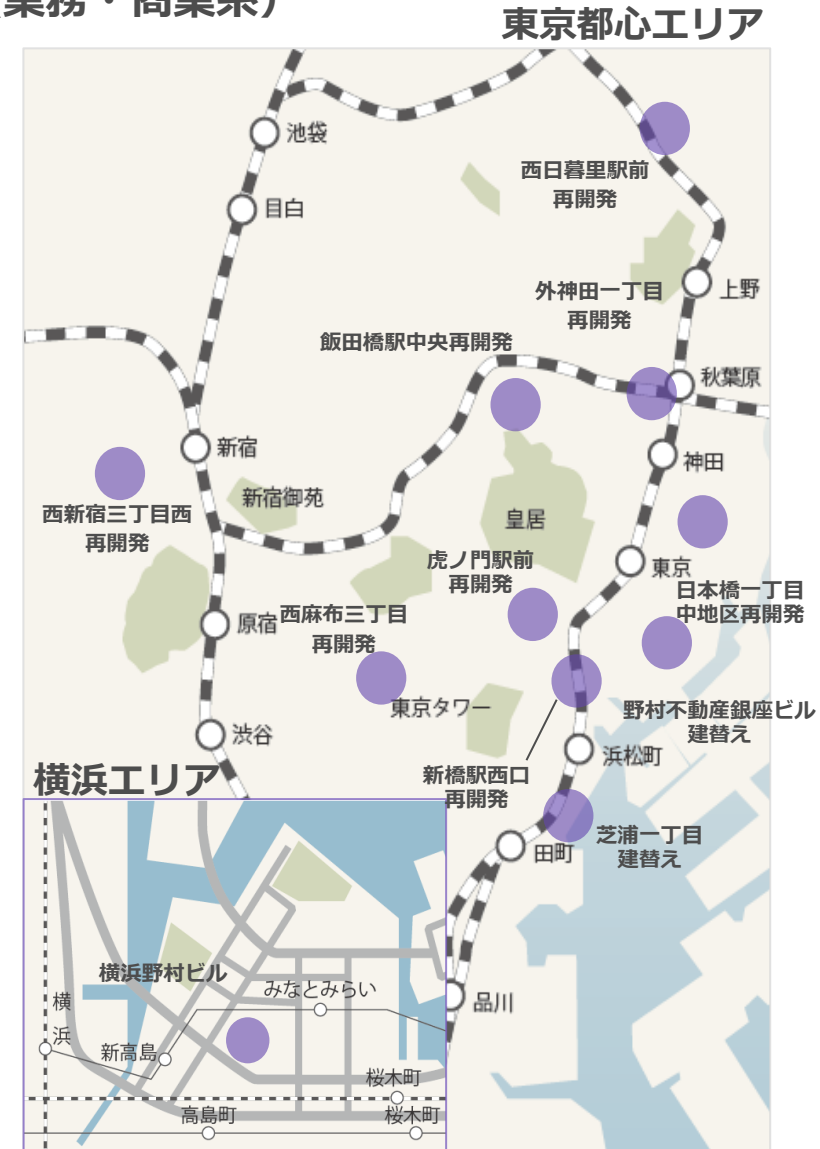 業務・商業系）
東京都心エリア
池袋
西日暮里駅前
再開発
目白
外神田一丁目
再開発
上野
飯田橋駅中央再開発
秋葉原
新宿
神田
新宿御苑
西新宿三丁目西
再開発
皇居
虎ノ門駅前
再開発
東京
日本橋一丁目
中地区再開発
原宿
西麻布三丁目
再開発
東京タワー
野村不動産銀座ビル
建替え
渋谷
浜松町
新橋駅西口
再開発
芝浦一丁目
建替え
田町
品川
横浜エリア
横浜野村ビル
みなとみらい
横浜
新高島
桜木町
高島町
桜木町